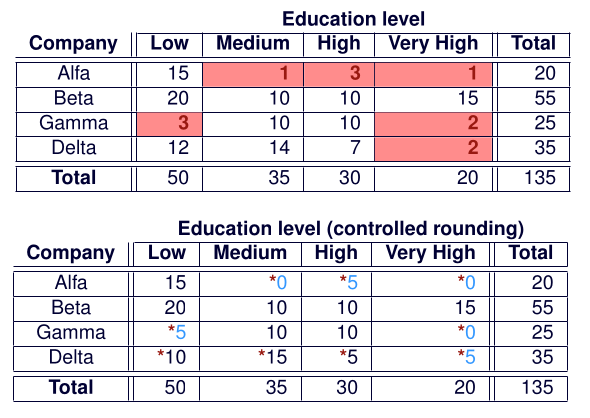 Education level
Company Low Medium High Very High Total
Alfa 15 1 3 1 20
Beta 20 10 10 15 55
Gamma 3 10 10 2 25
Delta 12 14 7 2 35
Total 50 35 30 20 135
Education level (controlled rounding)
Company Low Medium High Very High Total
Alfa 15 *0 *5 *0 20
Beta 20 10 10 15 55
Gamma *5 10 10 *0 25
Delta *10 *15 *5 *5 35
Total 50 35 30 20 135